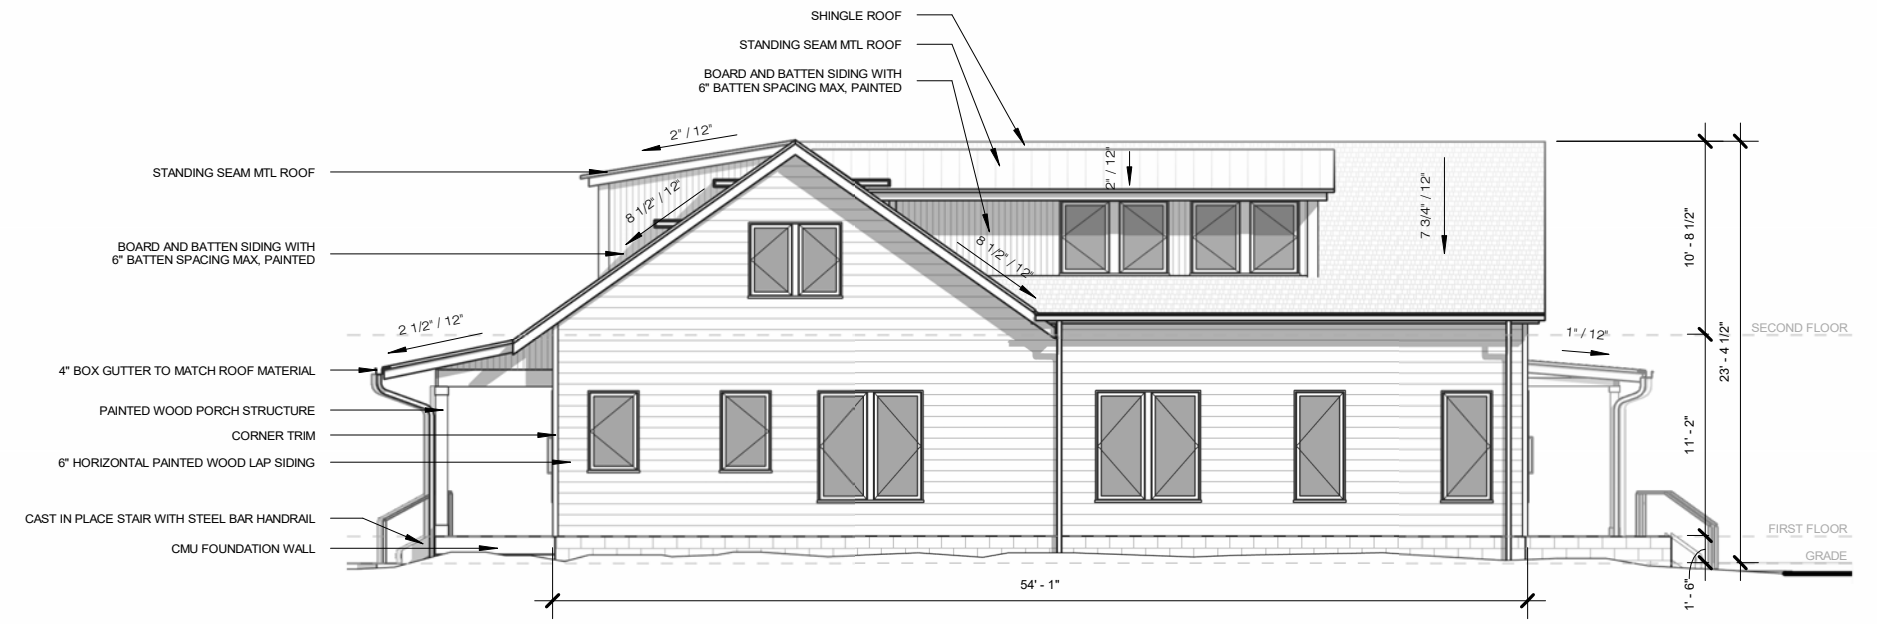 SHINGLE ROOF
STANDING SEAM MTL ROOF
BOARD AND BATTEN SIDING WITH
6" BATTEN SPACING MAX, PAINTED
2" / 12"
STANDING SEAM MTL ROOF
2" / 12"
7 3/4" / 12"
8 1/2" / 12"
10' - 8 1/2"
BOARD AND BATTEN SIDING WITH
6" BATTEN SPACING MAX, PAINTED
8 1/2" / 12"
2 1/2" / 12"
1" / 12"
SECOND FLOOR
23' - 4 1/2"
4" BOX GUTTER TO MATCH ROOF MATERIAL
PAINTED WOOD PORCH STRUCTURE
CORNER TRIM
11' - 2"
6" HORIZONTAL PAINTED WOOD LAP SIDING
CAST IN PLACE STAIR WITH STEEL BAR HANDRAIL
FIRST FLOOR
CMU FOUNDATION WALL
GRADE
54' - 1"
1' - 6"